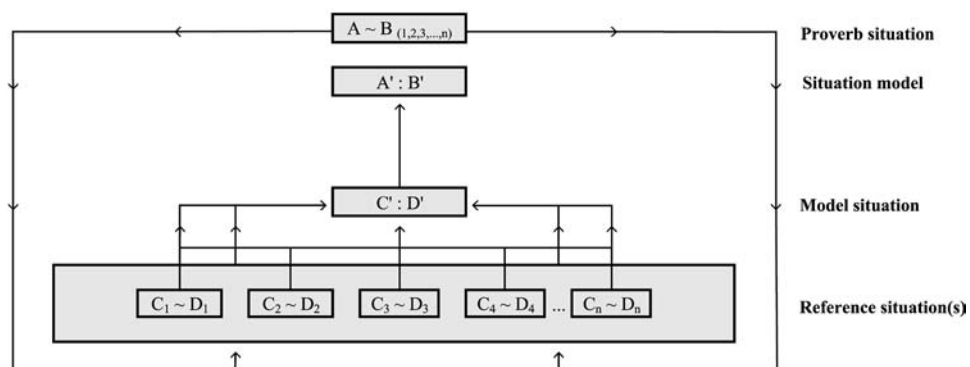 A ~ B (1,2,3,...,n)
Proverb situation
A' : B'
Situation model
C' : D'
Model situation
C₁ ~ D₁ C₂ ~ D₂ C₃ ~ D₃ C₄ ~ D₄ ... Cₙ ~ Dₙ
Reference situation(s)